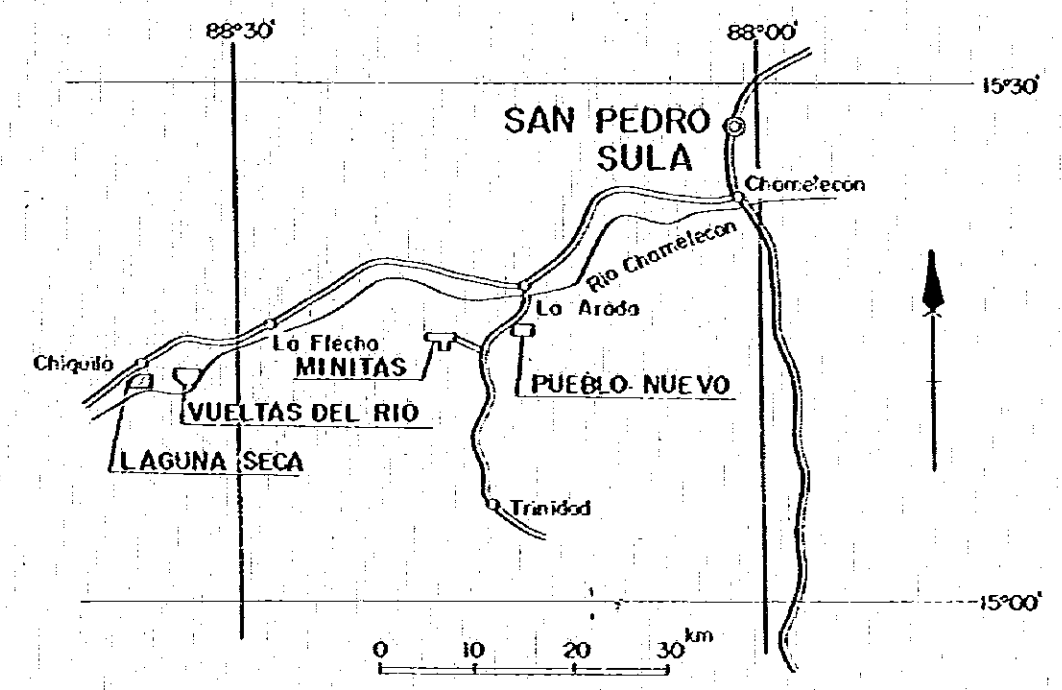 88°30'
88°00'
15°30'
SAN PEDRO
SULA
Chamelecon
Rio Chamelecon
La Arada
La Flecha
Chiquila
MINITAS
PUEBLO NUEVO
VUELTAS DEL RIO
LAGUNA SECA
Trinidad
15°00'
0 10 20 30 km